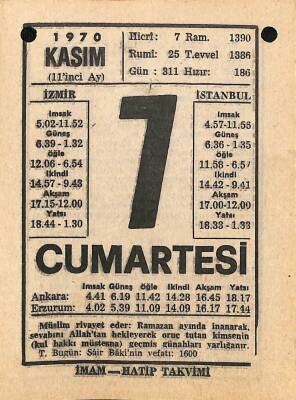 1970
KASIM
(11'inci Ay)
Hicrî: 7 Ram. 1390
Rumî: 25 T.evvel 1386
Gün: 311 Hızır: 186
İZMİR
İmsak
5.02-11.52
Güneş
6.39 - 1.32
Öğle
12.06 - 6.54
İkindi
14.57 - 9.43
Akşam
17.15-12.00
Yatsı
18.44 - 1.30
7
İSTANBUL
İmsak
4.57-11.56
Güneş
6.36 - 1.35
Öğle
11.58 - 6.57
İkindi
14.42 - 9.41
Akşam
17.00-12.00
Yatsı
18.33 - 1.33
CUMARTESİ
İmsak Güneş Öğle İkindi Akşam Yatsı
Ankara: 4.41 6.19 11.42 14.28 16.45 18.17
Erzurum: 4.02 5.39 11.09 14.09 16.17 17.44
Müslim rivayet eder: Ramazan ayında inanarak,
sevabını Allah'tan bekleyerek oruç tutan kimsenin
(kul hakkı müstesna) geçmiş günahları yarlığanır.
T. Bugün: Şâir Bâkî'nin vefatı: 1600
İMAM — HATİP TAKVİMİ